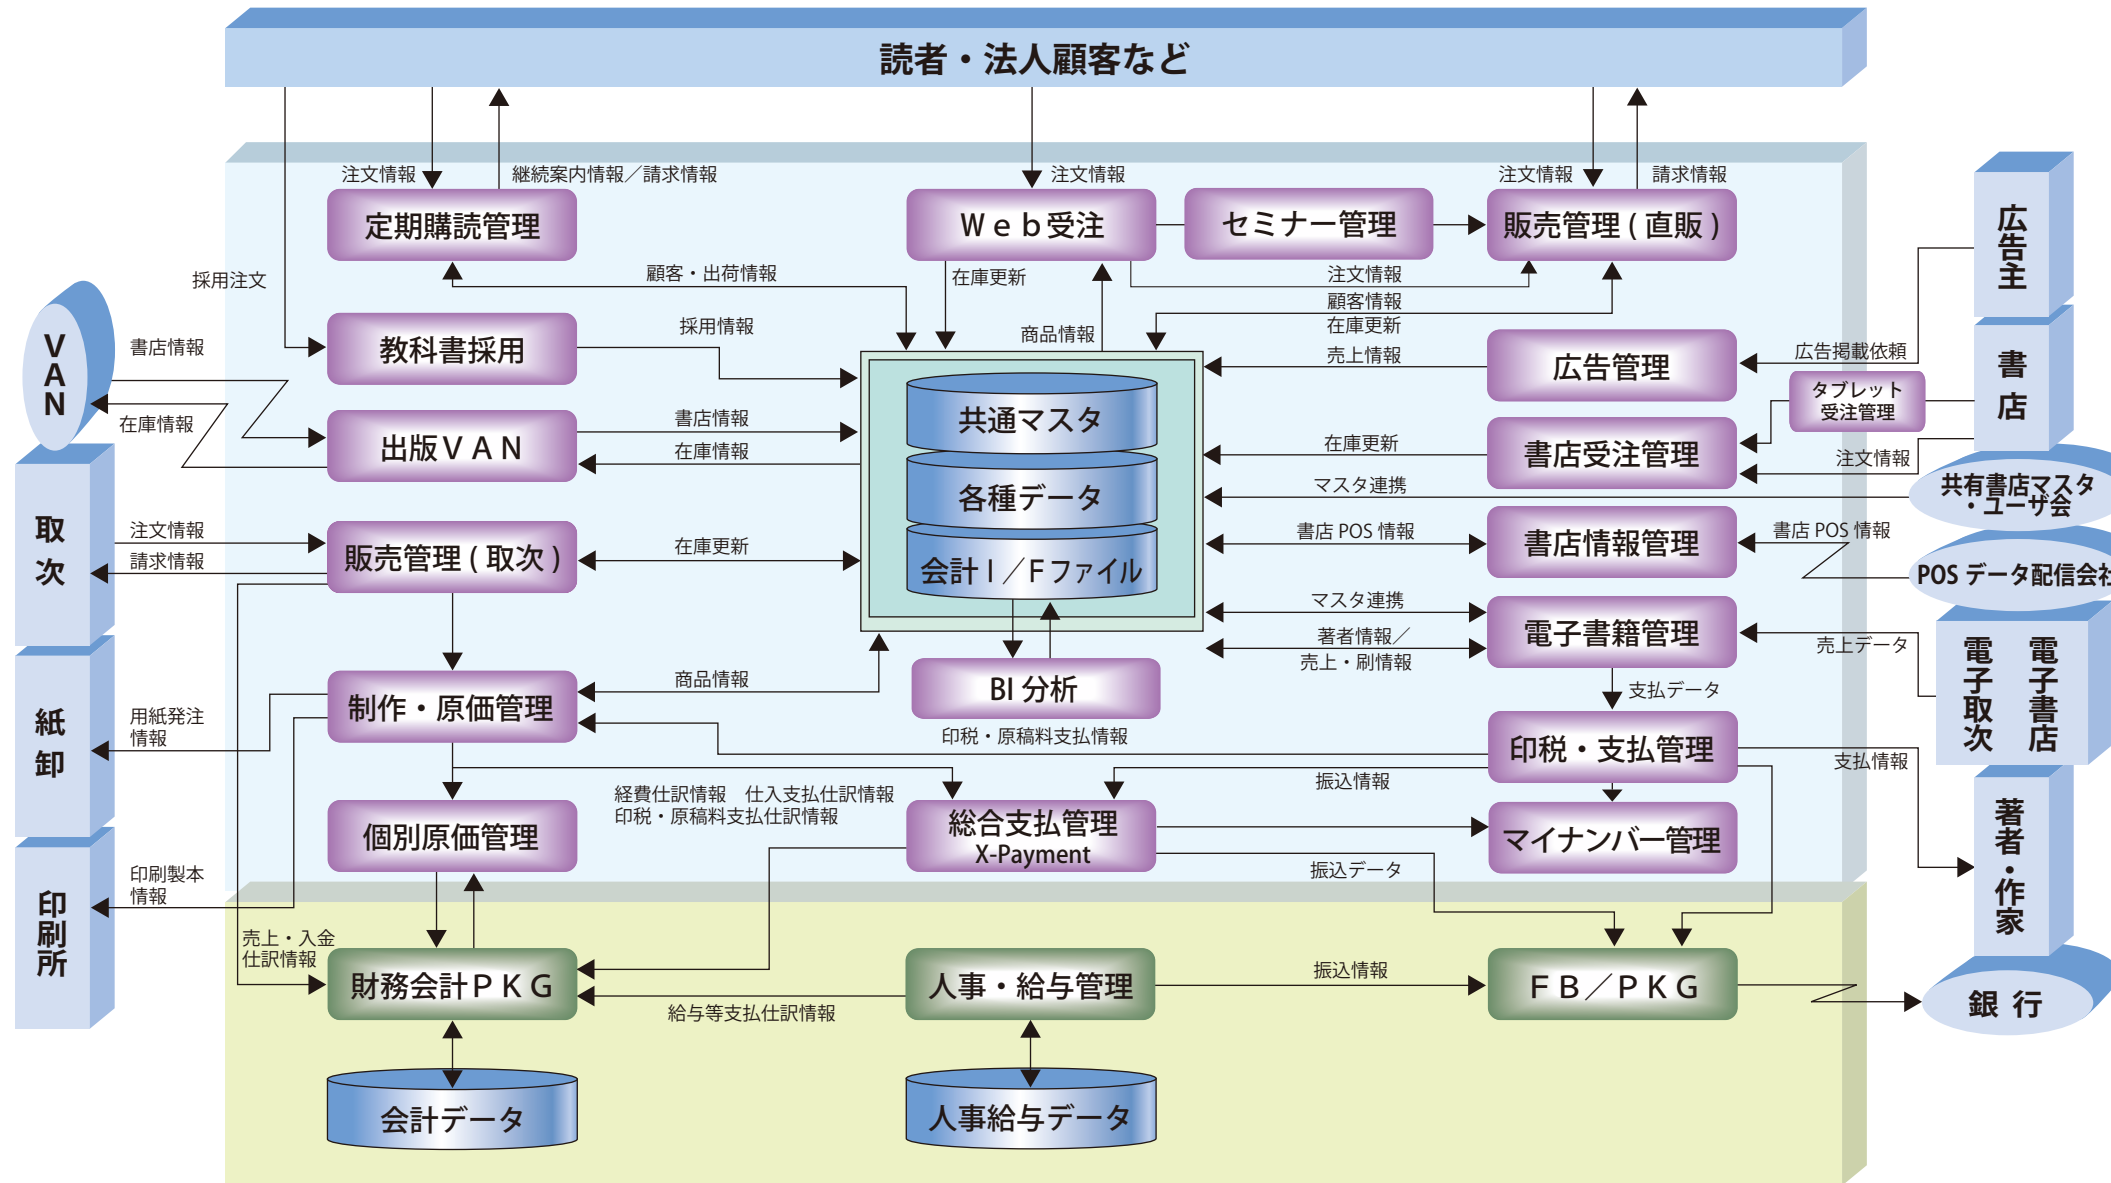 読者・法人顧客など
注文情報
継続案内情報／請求情報
注文情報
注文情報
請求情報
定期購読管理
Ｗｅｂ受注
セミナー管理
販売管理(直販)
採用注文
顧客・出荷情報
在庫更新
注文情報
顧客情報
在庫更新
商品情報
広告主
VAN
書店情報
在庫情報
教科書採用
採用情報
売上情報
広告管理
広告掲載依頼
書店
タブレット
受注管理
出版ＶＡＮ
書店情報
在庫情報
共通マスタ
各種データ
会計Ｉ／Ｆファイル
在庫更新
書店受注管理
注文情報
マスタ連携
共有書店マスタ
・ユーザ会
取次
注文情報
請求情報
販売管理(取次)
在庫更新
書店 POS 情報
書店情報管理
書店 POS 情報
POS データ配信会社
マスタ連携
著者情報／
売上・刷情報
電子書籍管理
売上データ
電子書店
電子取次
支払データ
紙卸
用紙発注
情報
制作・原価管理
商品情報
BI 分析
印税・原稿料支払情報
印税・支払管理
支払情報
振込情報
経費仕訳情報　仕入支払仕訳情報
印税・原稿料支払仕訳情報
個別原価管理
総合支払管理
X-Payment
マイナンバー管理
著者・作家
印刷所
印刷製本
情報
振込データ
売上・入金
仕訳情報
財務会計ＰＫＧ
人事・給与管理
振込情報
ＦＢ／ＰＫＧ
銀行
給与等支払仕訳情報
会計データ
人事給与データ